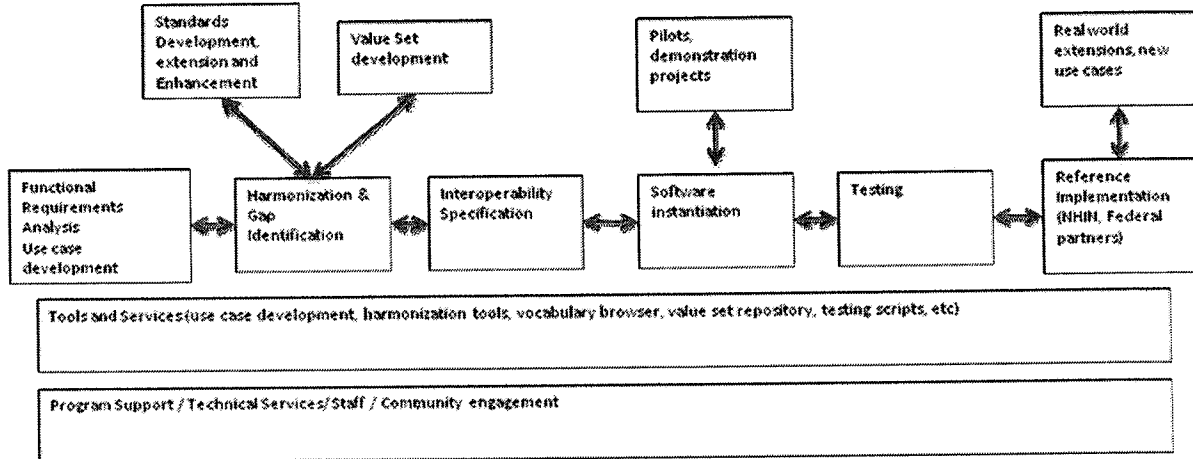 Standards
Development,
extension and
Enhancement
Value Set
development
Pilots,
demonstration
projects
Real world
extensions, new
use cases
Functional
Requirements
Analysis
Use case
development
Harmonization &
Gap
Identification
Interoperability
Specification
Software
instantiation
Testing
Reference
Implementation
(NHIN, Federal
partners)
Tools and Services(use case development, harmonization tools, vocabulary browser, value set repository, testing scripts, etc)
Program Support / Technical Services/ Staff / Community engagement